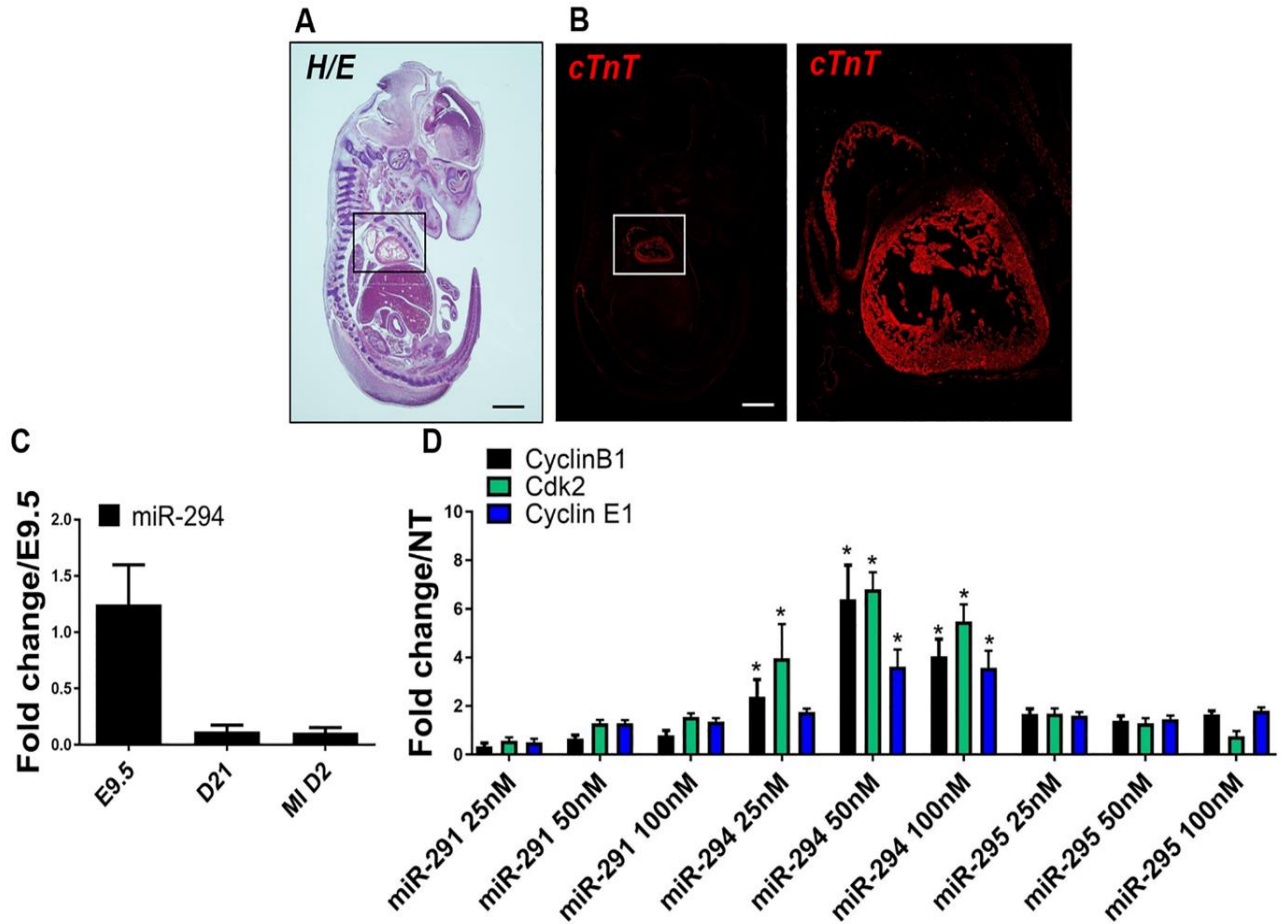 A
B
H/E
cTnT
cTnT
C
D
Fold change/E9.5
miR-294
2.0
1.5
1.0
0.5
0.0
E9.5
D21
MI D2
CyclinB1
Cdk2
Cyclin E1
Fold change/NT
10
8
6
4
2
0
* * * * * * * *
miR-291 25nM
miR-291 50nM
miR-291 100nM
miR-294 25nM
miR-294 50nM
miR-294 100nM
miR-295 25nM
miR-295 50nM
miR-295 100nM